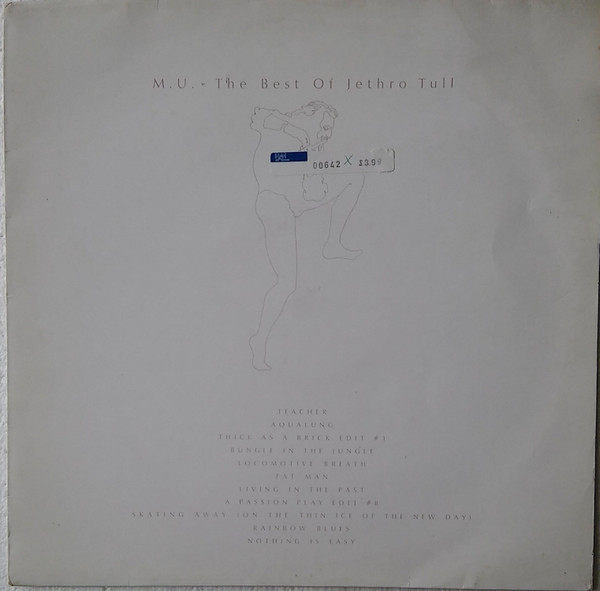 M.U. - The Best Of Jethro Tull
00642 X
TEACHER
AQUALUNG
THICK AS A BRICK EDIT #1
BUNGLE IN THE JUNGLE
LOCOMOTIVE BREATH
FAT MAN
LIVING IN THE PAST
A PASSION PLAY EDIT #8
SKATING AWAY (ON THE THIN ICE OF THE NEW DAY)
RAINBOW BLUES
NOTHING IS EASY